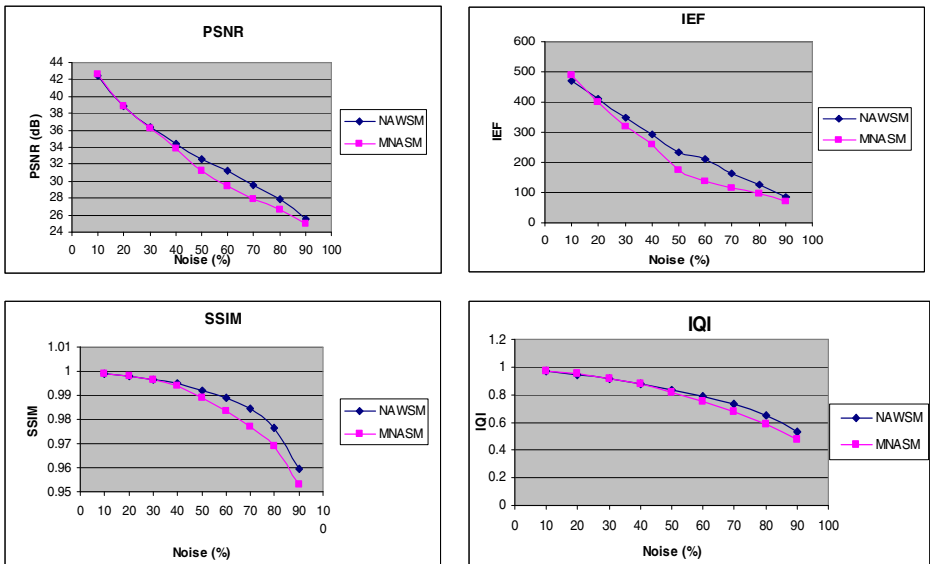 PSNR
44
42
40
38
36
34
32
30
28
26
24
PSNR (dB)
0 10 20 30 40 50 60 70 80 90 100
Noise (%)
NAWSM
MNASM
IEF
600
500
400
300
200
100
0
IEF
0 10 20 30 40 50 60 70 80 90 100
Noise (%)
NAWSM
MNASM
SSIM
1.01
1
0.99
0.98
0.97
0.96
0.95
SSIM
0 10 20 30 40 50 60 70 80 90 10
0
Noise (%)
NAWSM
MNASM
IQI
1.2
1
0.8
0.6
0.4
0.2
0
IQI
0 10 20 30 40 50 60 70 80 90 100
Noise (%)
NAWSM
MNASM